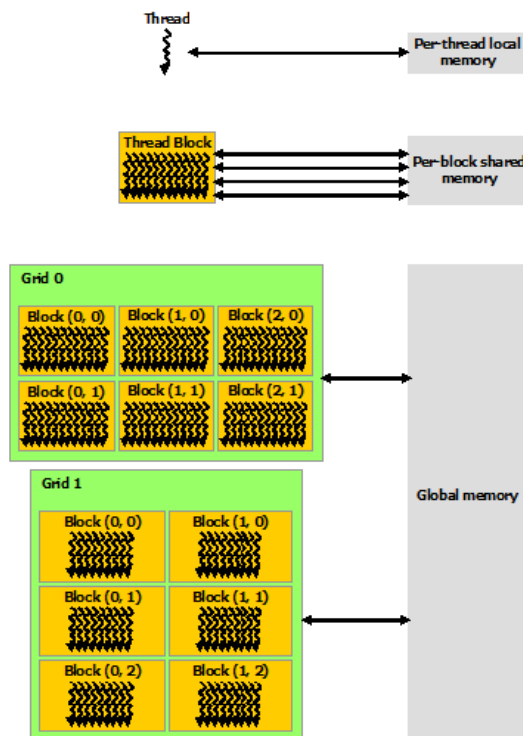 Thread
Per-thread local
memory
Thread Block
Per-block shared
memory
Grid 0
Block (0, 0) Block (1, 0) Block (2, 0)
Block (0, 1) Block (1, 1) Block (2, 1)
Grid 1
Block (0, 0) Block (1, 0)
Block (0, 1) Block (1, 1)
Block (0, 2) Block (1, 2)
Global memory